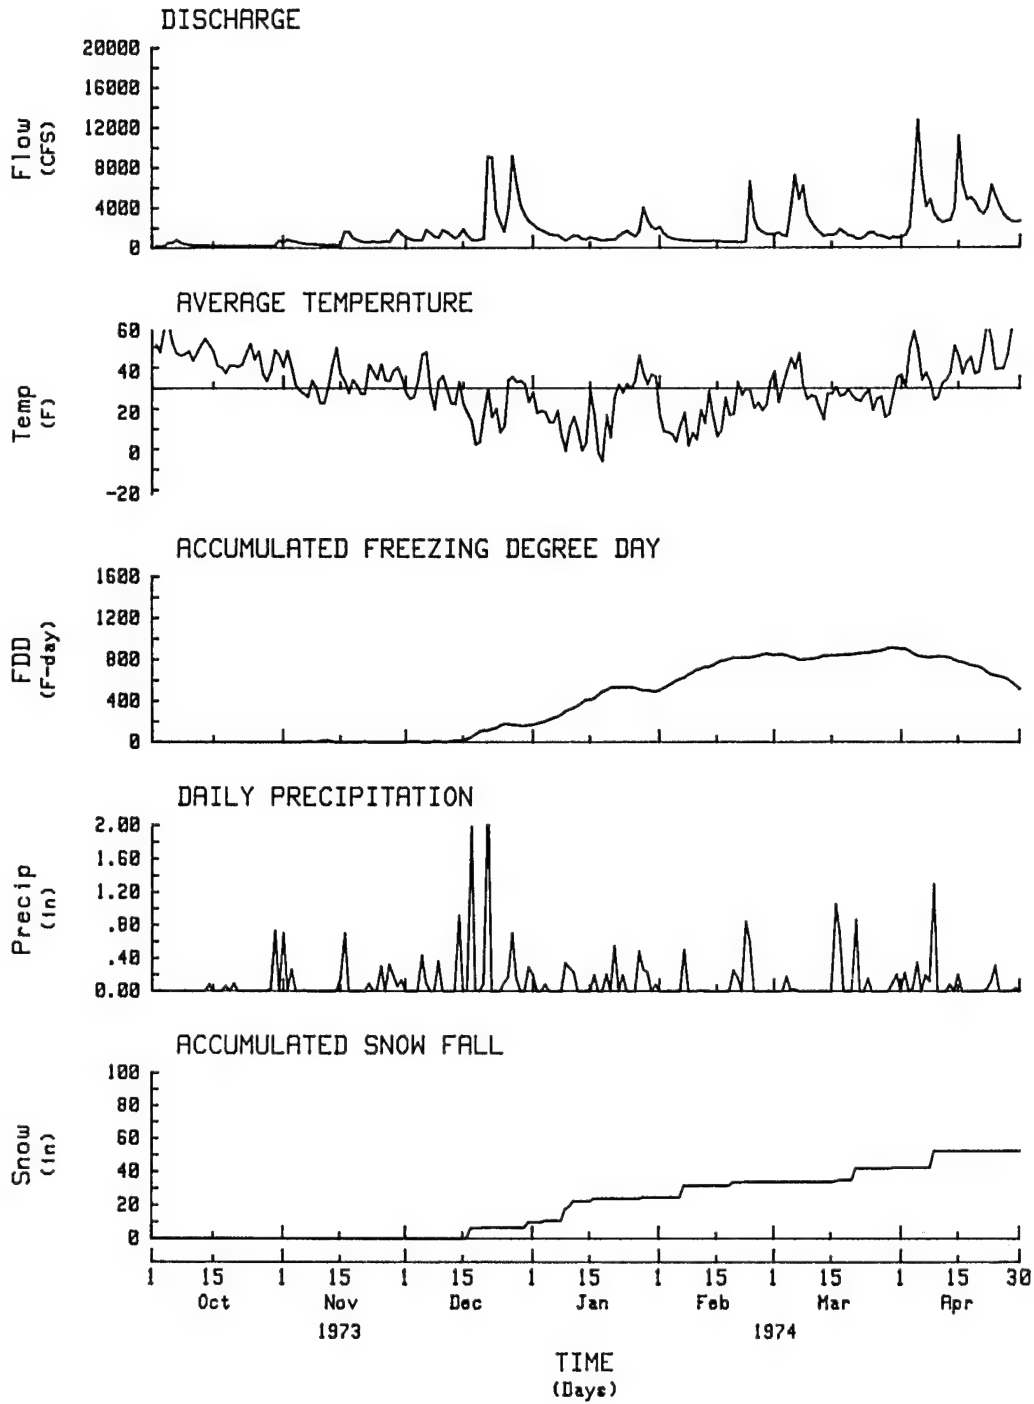 DISCHARGE
20000
16000
12000
8000
4000
0
Flow
(CFS)
AVERAGE TEMPERATURE
60
40
20
0
-20
Temp
(F)
ACCUMULATED FREEZING DEGREE DAY
1600
1200
800
400
0
FDD
(F-day)
DAILY PRECIPITATION
2.00
1.60
1.20
.80
.40
0.00
Precip
(in)
ACCUMULATED SNOW FALL
100
80
60
40
20
0
Snow
(in)
1 15 1 15 1 15 1 15 1 15 1 15 1 15 30
Oct Nov Dec Jan Feb Mar Apr
1973 1974
TIME
(Days)